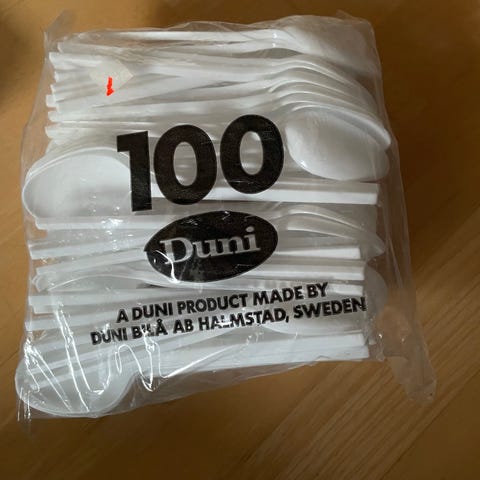 100
Duni
A DUNI PRODUCT MADE BY
DUNI BILÅ AB HALMSTAD, SWEDEN